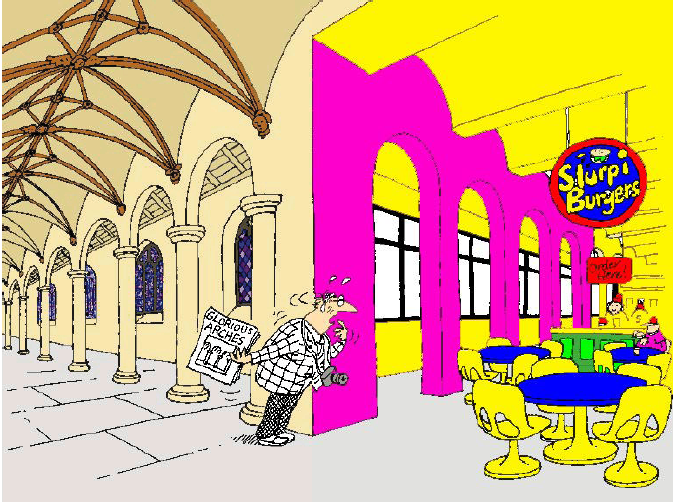 GLORIOUS
ARCHES
Slurpi
Burgers
order
Here